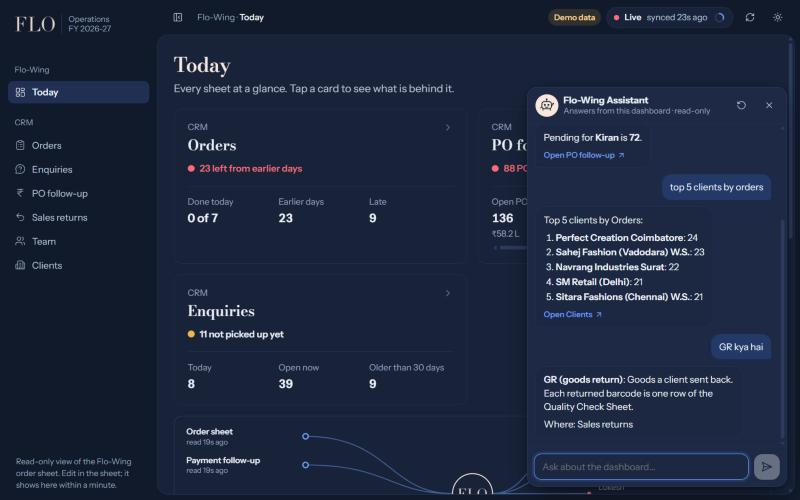 FLO
Operations
FY 2026-27
Flo-Wing
Today
CRM
Orders
Enquiries
PO follow-up
Sales returns
Team
Clients
Read-only view of the Flo-Wing
order sheet. Edit in the sheet; it
shows here within a minute.
Flo-Wing · Today
Demo data
Live synced 23s ago
Today
Every sheet at a glance. Tap a card to see what is behind it.
CRM
Orders
23 left from earlier days
Done today Earlier days Late
0 of 7 23 9
CRM
PO fo
88 PO
Open PO
136
₹58.2 L
CRM
Enquiries
11 not picked up yet
Today Open now Older than 30 days
8 39 9
Order sheet
read 19s ago
Payment follow-up
read 19s ago
FLO
Flo-Wing Assistant
Answers from this dashboard · read-only
Pending for Kiran is 72.
Open PO follow-up ↗
top 5 clients by orders
Top 5 clients by Orders:
1. Perfect Creation Coimbatore: 24
2. Sahej Fashion (Vadodara) W.S.: 23
3. Navrang Industries Surat: 22
4. SM Retail (Delhi): 21
5. Sitara Fashions (Chennai) W.S.: 21
Open Clients ↗
GR kya hai
GR (goods return): Goods a client sent back.
Each returned barcode is one row of the
Quality Check Sheet.
Where: Sales returns
Ask about the dashboard...